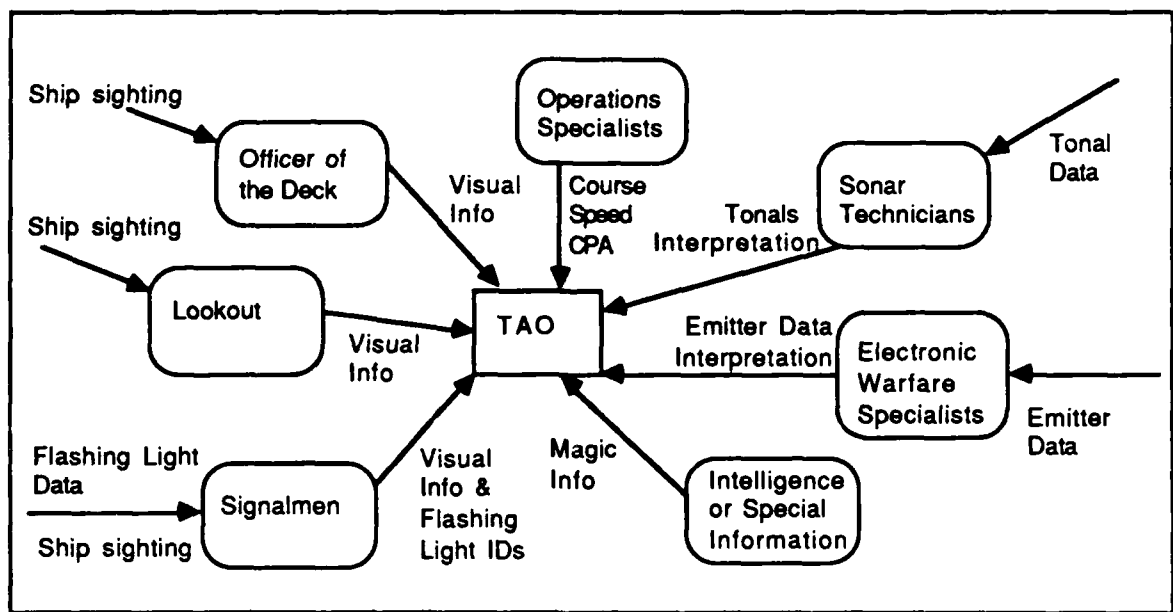 Ship sighting
Officer of
the Deck
Visual
Info
Operations
Specialists
Course
Speed
CPA
Tonal
Data
Sonar
Technicians
Tonals
Interpretation
Ship sighting
Lookout
Visual
Info
TAO
Emitter Data
Interpretation
Electronic
Warfare
Specialists
Emitter
Data
Flashing Light
Data
Ship sighting
Signalmen
Visual
Info &
Flashing
Light IDs
Magic
Info
Intelligence
or Special
Information